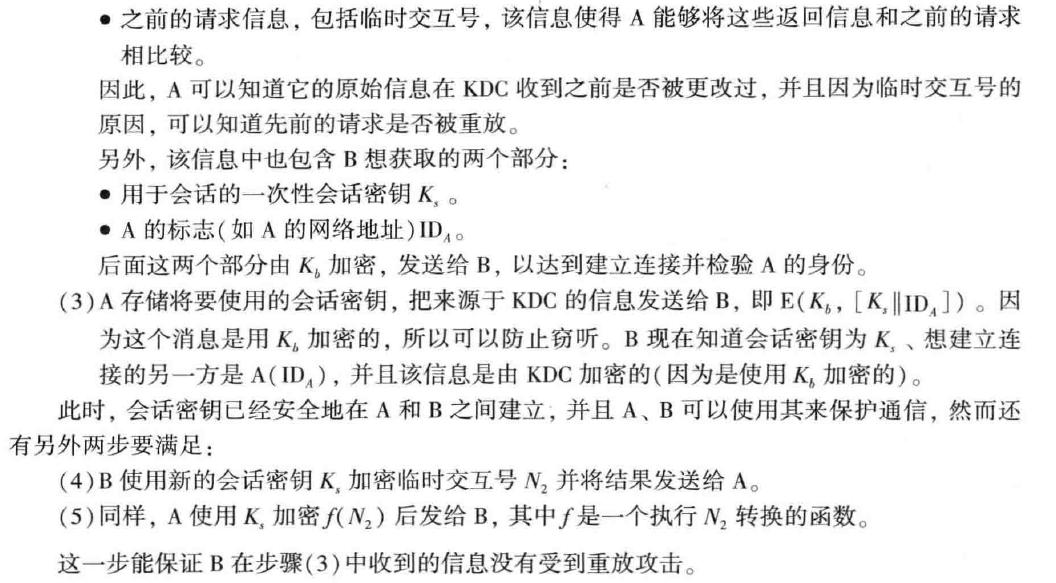 ● 之前的请求信息，包括临时交互号，该信息使得 A 能够将这些返回信息和之前的请求
相比较。
因此，A 可以知道它的原始信息在 KDC 收到之前是否被更改过，并且因为临时交互号的
原因，可以知道先前的请求是否被重放。
另外，该信息中也包含 B 想获取的两个部分：
● 用于会话的一次性会话密钥 Kₛ 。
● A 的标志(如 A 的网络地址)ID_A。
后面这两个部分由 K_b 加密，发送给 B，以达到建立连接并检验 A 的身份。
(3)A 存储将要使用的会话密钥，把来源于 KDC 的信息发送给 B，即 E(K_b，[Kₛ‖ID_A]) 。因
为这个消息是用 K_b 加密的，所以可以防止窃听。B 现在知道会话密钥为 Kₛ 、想建立连
接的另一方是 A(ID_A)，并且该信息是由 KDC 加密的(因为是使用 K_b 加密的)。
此时，会话密钥已经安全地在 A 和 B 之间建立，并且 A、B 可以使用其来保护通信，然而还
有另外两步要满足：
(4)B 使用新的会话密钥 Kₛ 加密临时交互号 N₂ 并将结果发送给 A。
(5)同样，A 使用 Kₛ 加密 f(N₂) 后发给 B，其中 f 是一个执行 N₂ 转换的函数。
这一步能保证 B 在步骤(3)中收到的信息没有受到重放攻击。